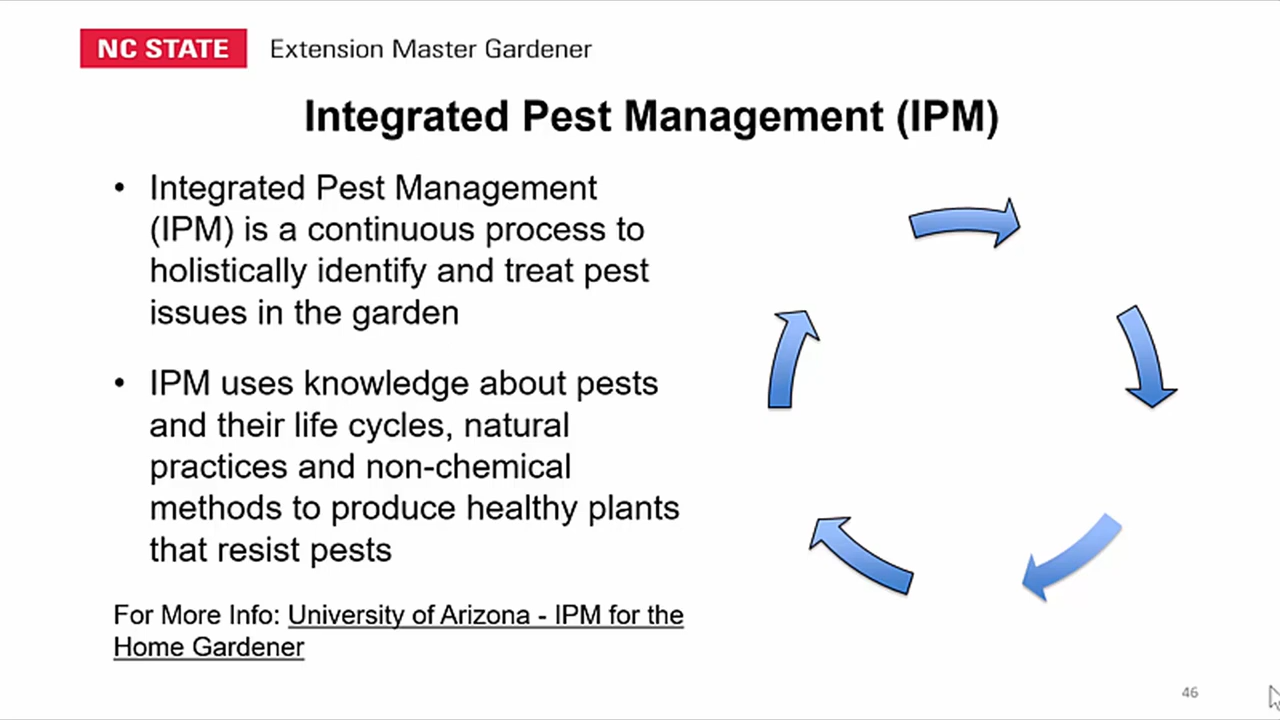 NC STATE Extension Master Gardener
Integrated Pest Management (IPM)
• Integrated Pest Management
(IPM) is a continuous process to
holistically identify and treat pest
issues in the garden
• IPM uses knowledge about pests
and their life cycles, natural
practices and non-chemical
methods to produce healthy plants
that resist pests
For More Info: University of Arizona - IPM for the
Home Gardener
46